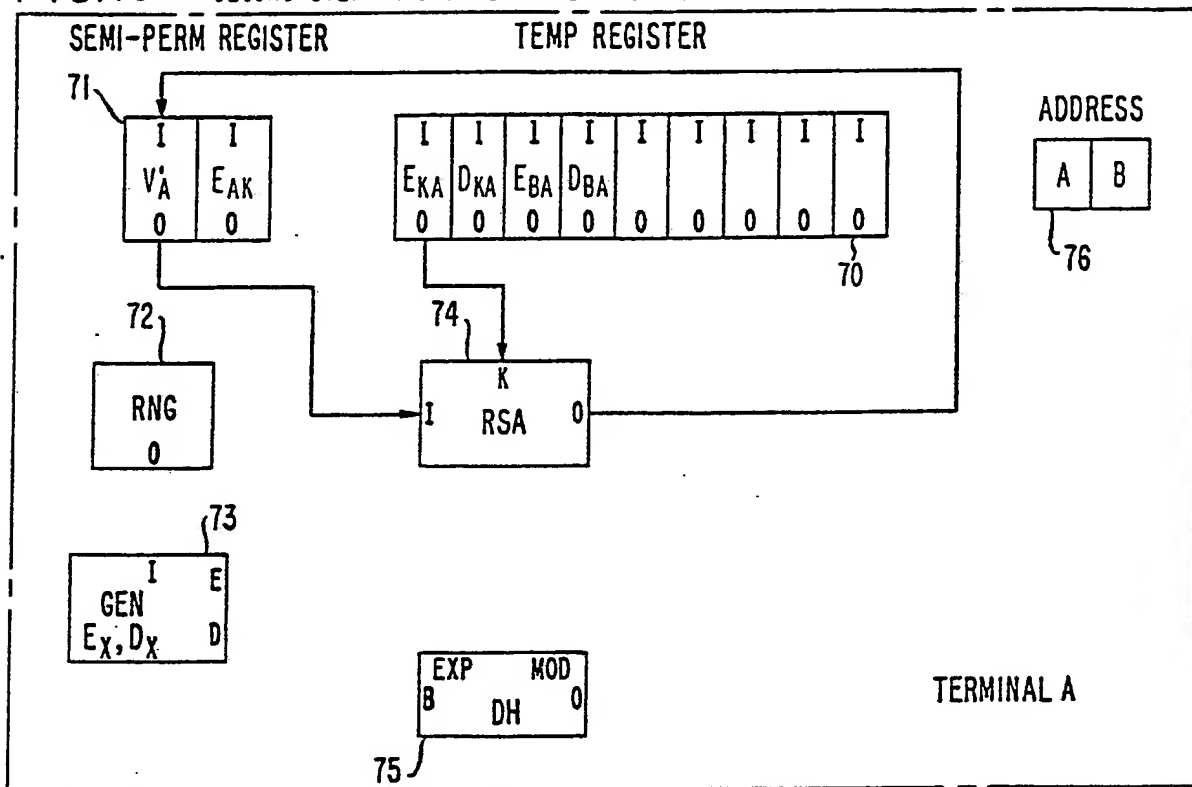 SEMI-PERM REGISTER TEMP REGISTER
71
I I
V'A EAK
0 0
I I 1 I I I I I I
EKA DKA EBA DBA
0 0 0 0 0 0 0 0 0
70
ADDRESS
A B
76
72
RNG
0
74
K
I RSA 0
73
I E
GEN
EX, DX D
EXP MOD
B DH 0
75
TERMINAL A